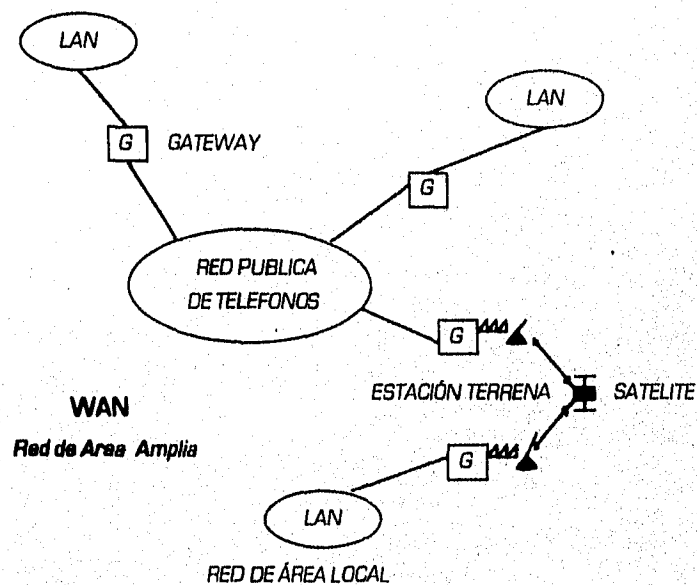 LAN
LAN
G GATEWAY
G
RED PUBLICA
DE TELEFONOS
G
ESTACIÓN TERRENA
SATELITE
WAN
Red de Area Amplia
G
LAN
RED DE ÁREA LOCAL